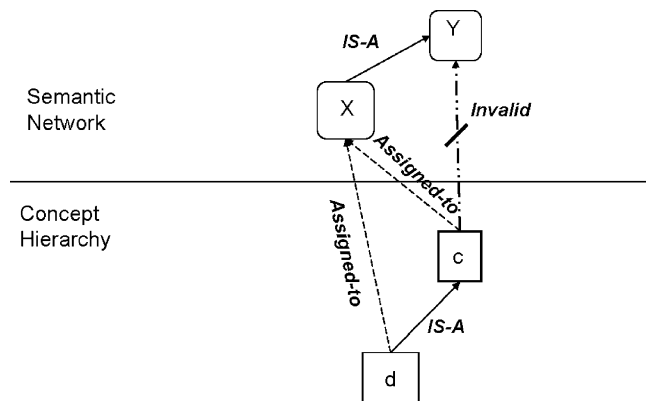 Y
IS-A
Semantic
Network
X
Invalid
Assigned-to
Concept
Hierarchy
Assigned-to
c
IS-A
d